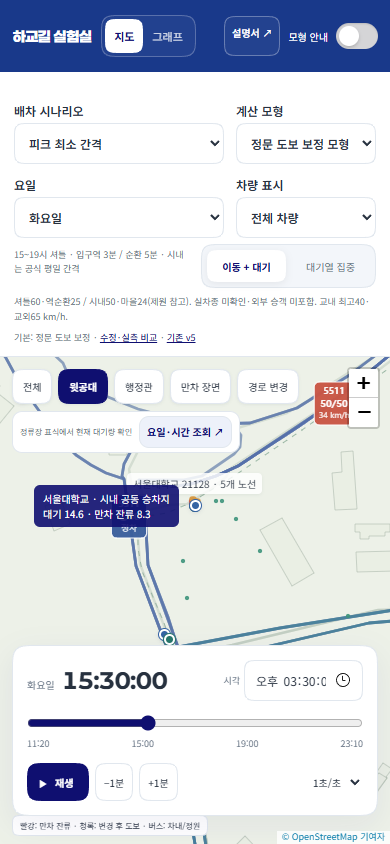 하교길 실험실
지도
그래프
설명서 ↗
모형 안내
배차 시나리오
계산 모형
피크 최소 간격
정문 도보 보정 모형
요일
차량 표시
화요일
전체 차량
15–19시 셔틀 · 입구역 3분 / 순환 5분 · 시내
는 공식 평일 간격
이동 + 대기
대기열 집중
셔틀60·역순환25 / 시내50·마을24(제원 참고). 실차종 미확인·외부 승객 미포함. 교내 최고40·
교외65 km/h.
기본: 정문 도보 보정 · 수정·실측 비교 · 기존 v5
전체
윗공대
행정관
만차 장면
경로 변경
5511
50/50
34 km/h
+
−
정류장 표식에서 현재 대기량 확인
요일·시간 조회 ↗
서울대학교 21128 · 5개 노선
서울대학교 · 시내 공동 승차지
대기 14.6 · 만차 잔류 8.3
화요일
15:30:00
시각
오후 03:30:0
11:20
15:00
19:00
23:10
▶ 재생
−1분
+1분
1초/초
빨강: 만차 잔류 · 청록: 변경 후 도보 · 버스: 차내/정원
© OpenStreetMap 기여자